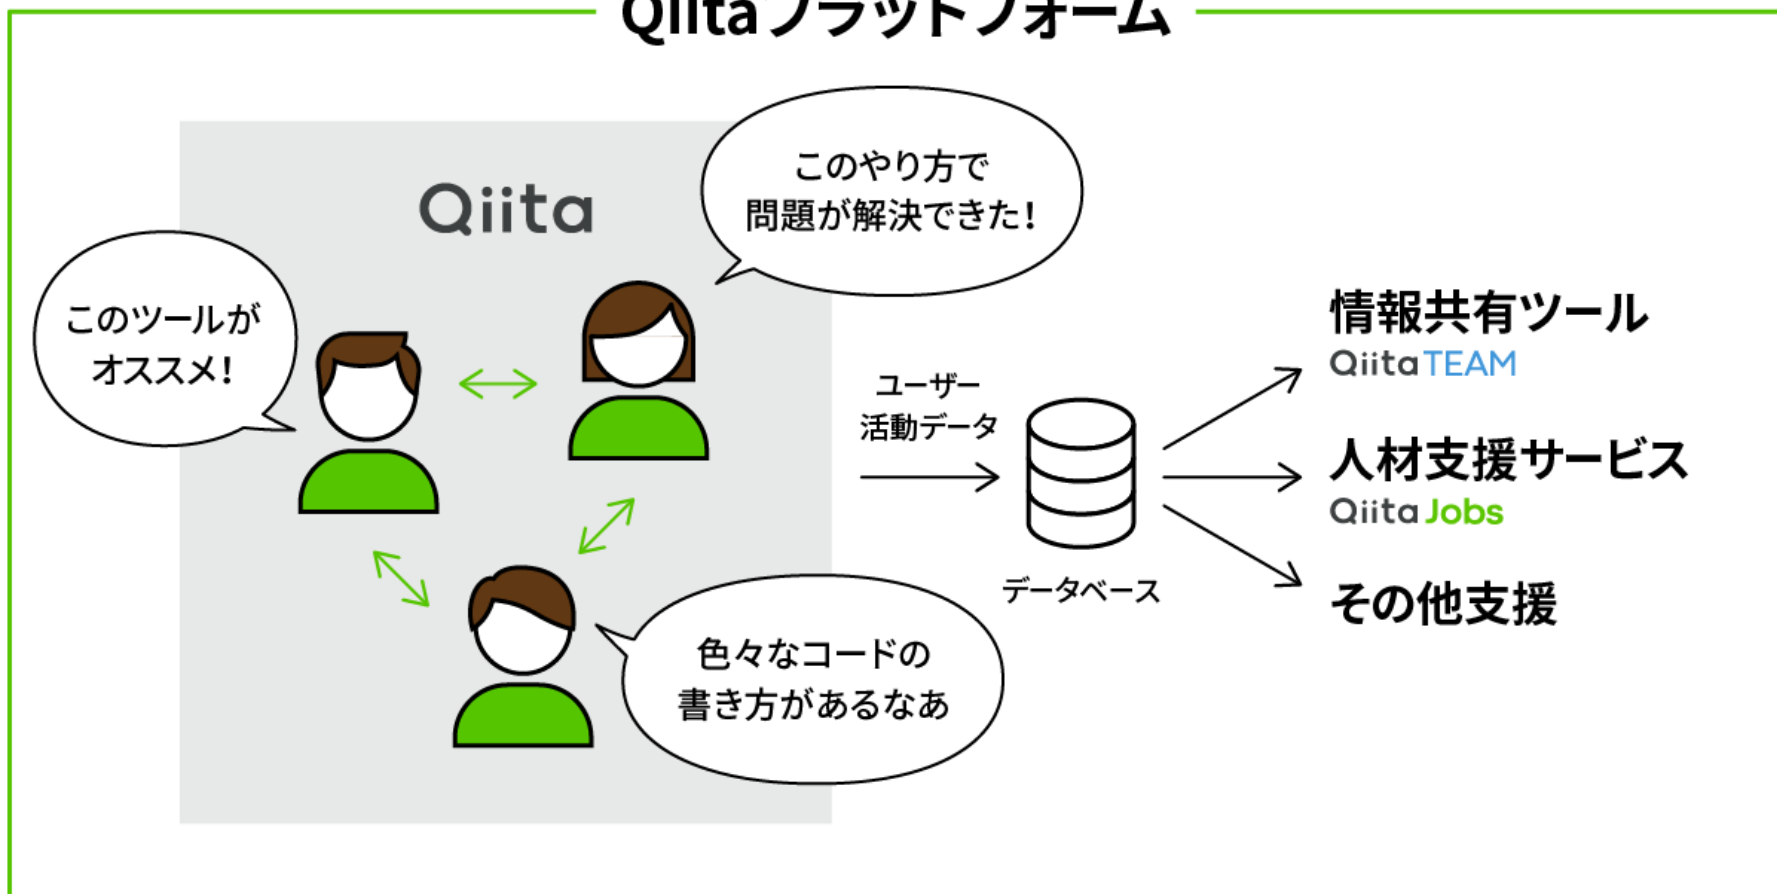 Qiitaプラットフォーム
Qiita
このやり方で
問題が解決できた!
このツールが
オススメ!
色々なコードの
書き方があるなあ
ユーザー
活動データ
データベース
情報共有ツール
Qiita TEAM
人材支援サービス
Qiita Jobs
その他支援